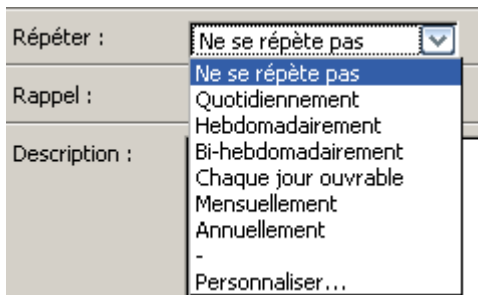 Répéter :
Ne se répète pas
Ne se répète pas
Rappel :
Quotidiennement
Hebdomadairement
Description :
Bi-hebdomadairement
Chaque jour ouvrable
Mensuellement
Annuellement
-
Personnaliser...